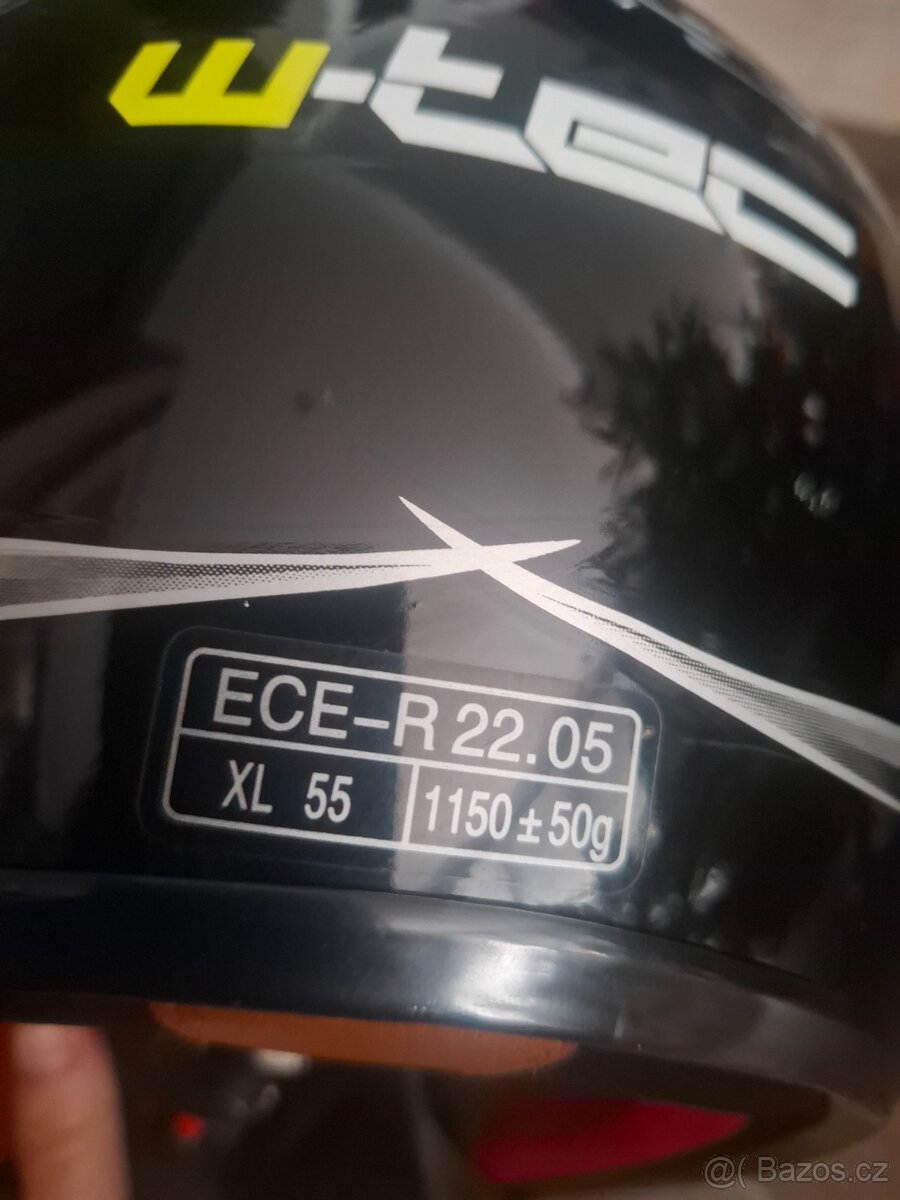 w-tec
ECE-R 22.05
XL 55
1150±50g
@( Bazos.cz